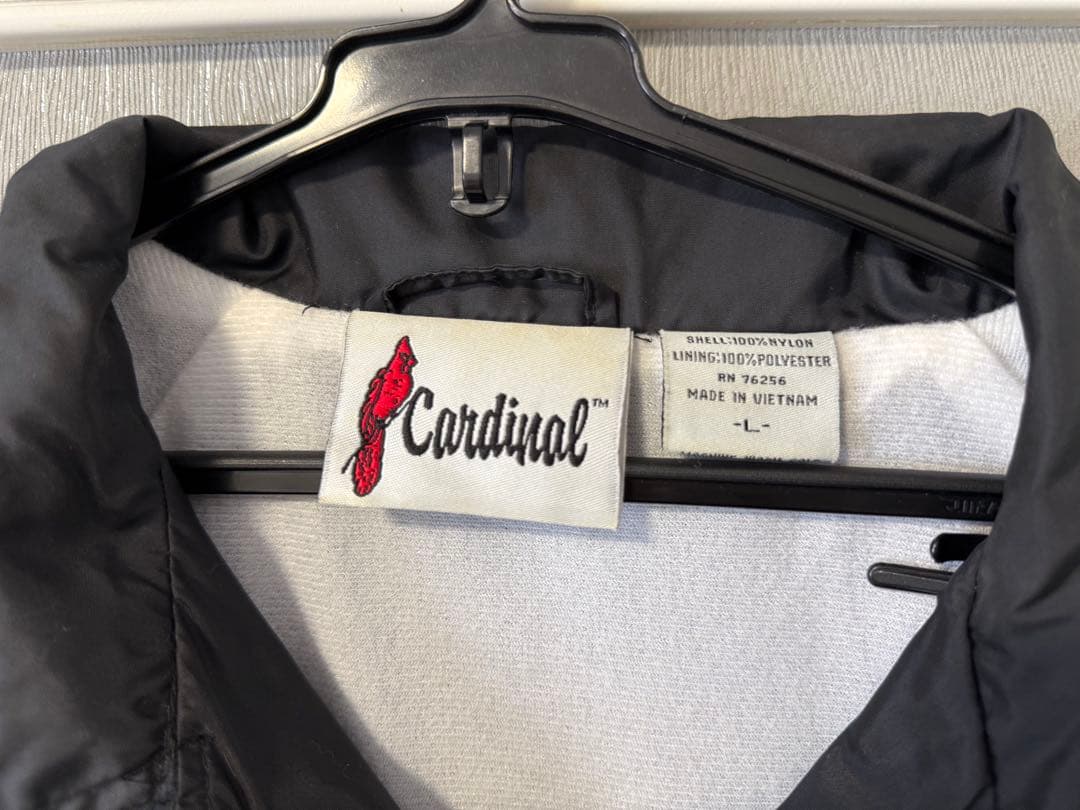 Cardinal™
SHELL:100%NYLON
LINING:100%POLYESTER
RN 76256
MADE IN VIETNAM
-L-